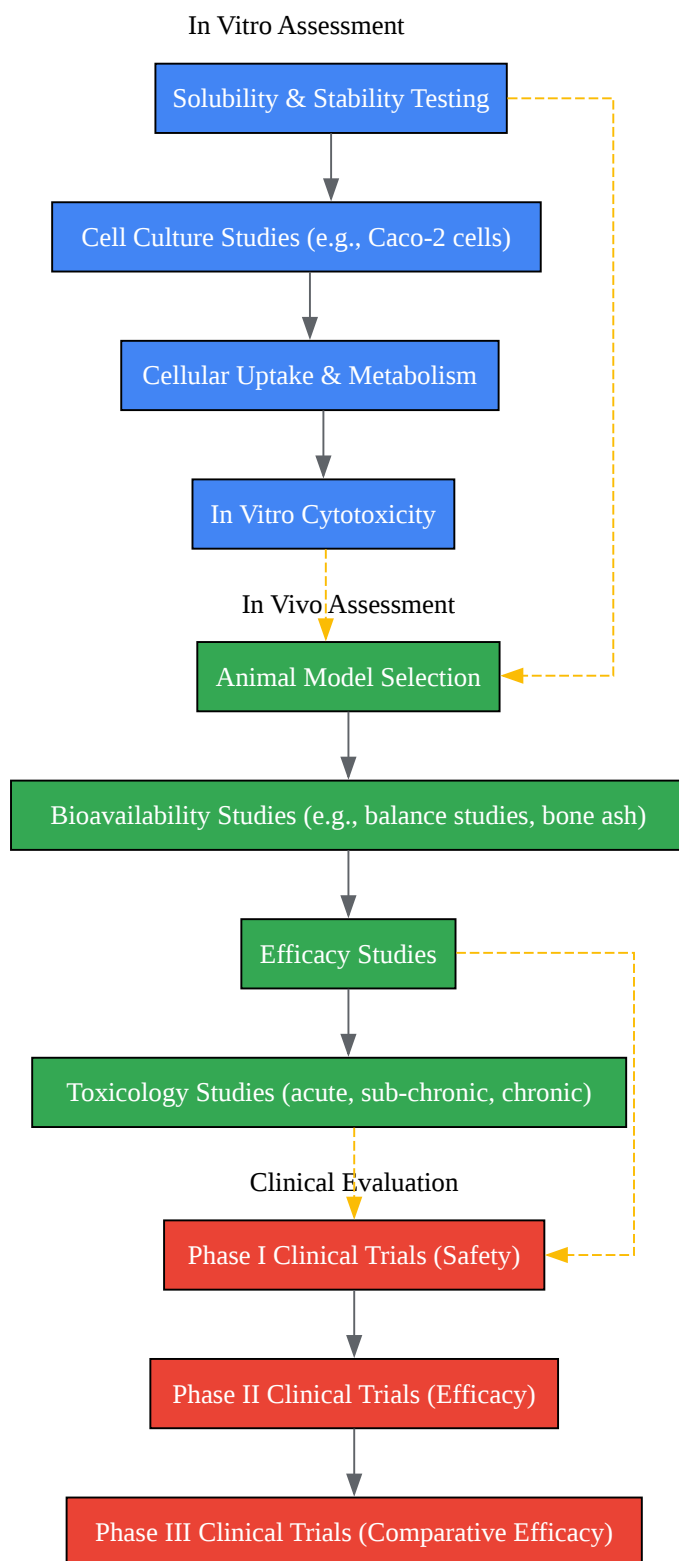 In Vitro Assessment
Solubility & Stability Testing
Cell Culture Studies (e.g., Caco-2 cells)
Cellular Uptake & Metabolism
In Vitro Cytotoxicity
In Vivo Assessment
Animal Model Selection
Bioavailability Studies (e.g., balance studies, bone ash)
Efficacy Studies
Toxicology Studies (acute, sub-chronic, chronic)
Clinical Evaluation
Phase I Clinical Trials (Safety)
Phase II Clinical Trials (Efficacy)
Phase III Clinical Trials (Comparative Efficacy)